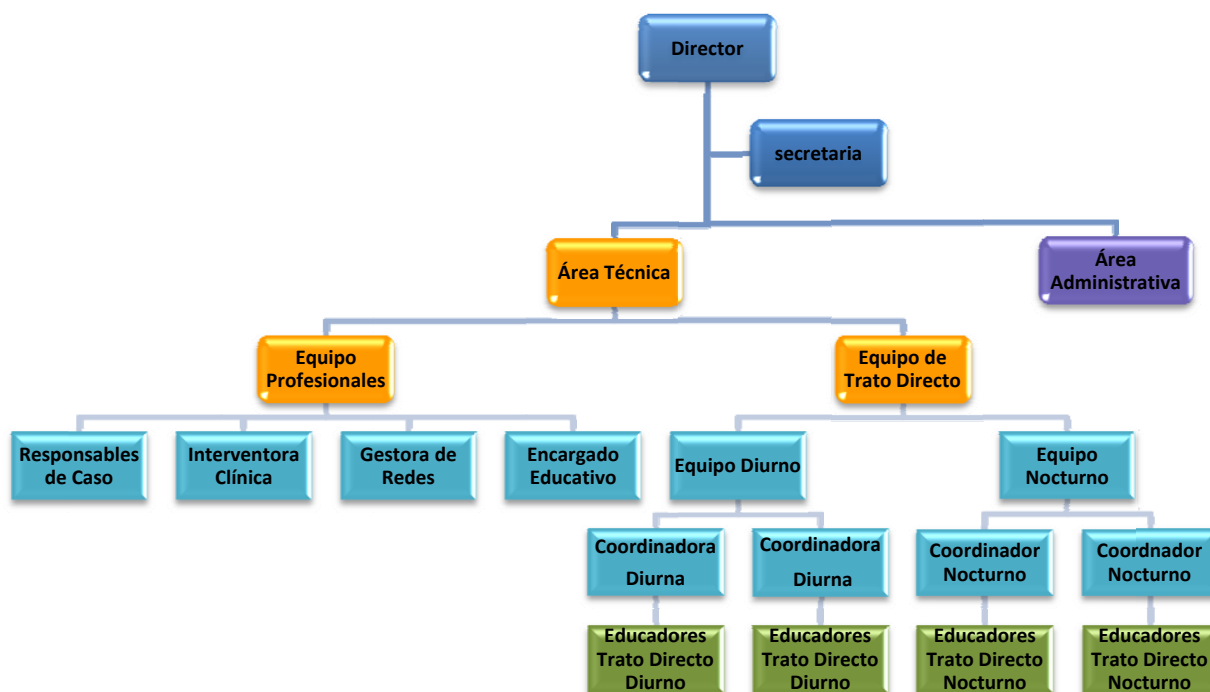 Director
secretaria
Área Técnica
Área
Administrativa
Equipo
Profesionales
Equipo de
Trato Directo
Responsables
de Caso
Interventora
Clínica
Gestora de
Redes
Encargado
Educativo
Equipo Diurno
Equipo
Nocturno
Coordinadora
Diurna
Coordinadora
Diurna
Coordinador
Nocturno
Coordnador
Nocturno
Educadores
Trato Directo
Diurno
Educadores
Trato Directo
Diurno
Educadores
Trato Directo
Nocturno
Educadores
Trato Directo
Nocturno